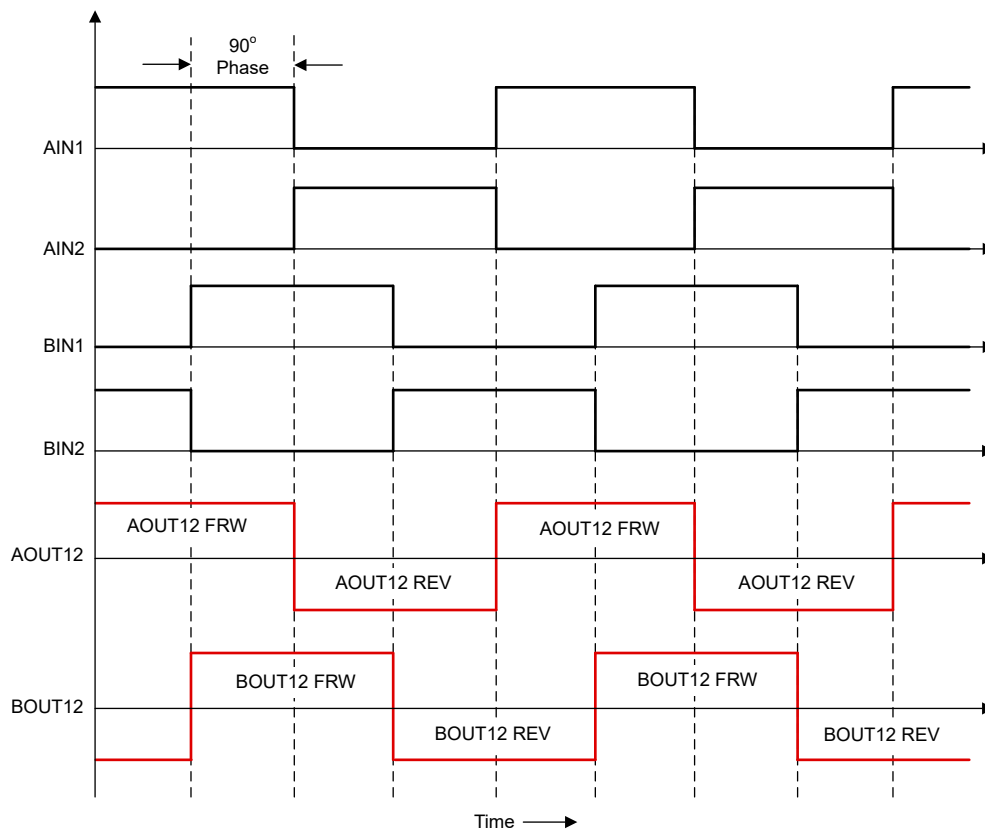 90°
Phase
AIN1
AIN2
BIN1
BIN2
AOUT12 FRW
AOUT12 FRW
AOUT12
AOUT12 REV
AOUT12 REV
BOUT12 FRW
BOUT12 FRW
BOUT12
BOUT12 REV
BOUT12 REV
Time